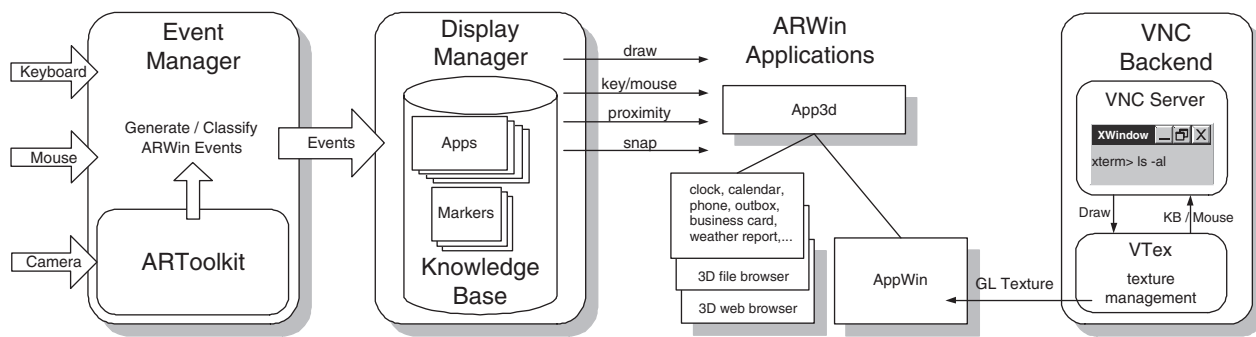 Event
Manager
Keyboard
Mouse
Camera
Generate / Classify
ARWin Events
ARToolkit
Events
Display
Manager
Apps
Markers
Knowledge
Base
draw
key/mouse
proximity
snap
ARWin
Applications
App3d
clock, calendar,
phone, outbox,
business card,
weather report,...
3D file browser
3D web browser
AppWin
GL Texture
VNC
Backend
VNC Server
XWindow
xterm> ls -al
Draw
KB / Mouse
VTex
texture
management